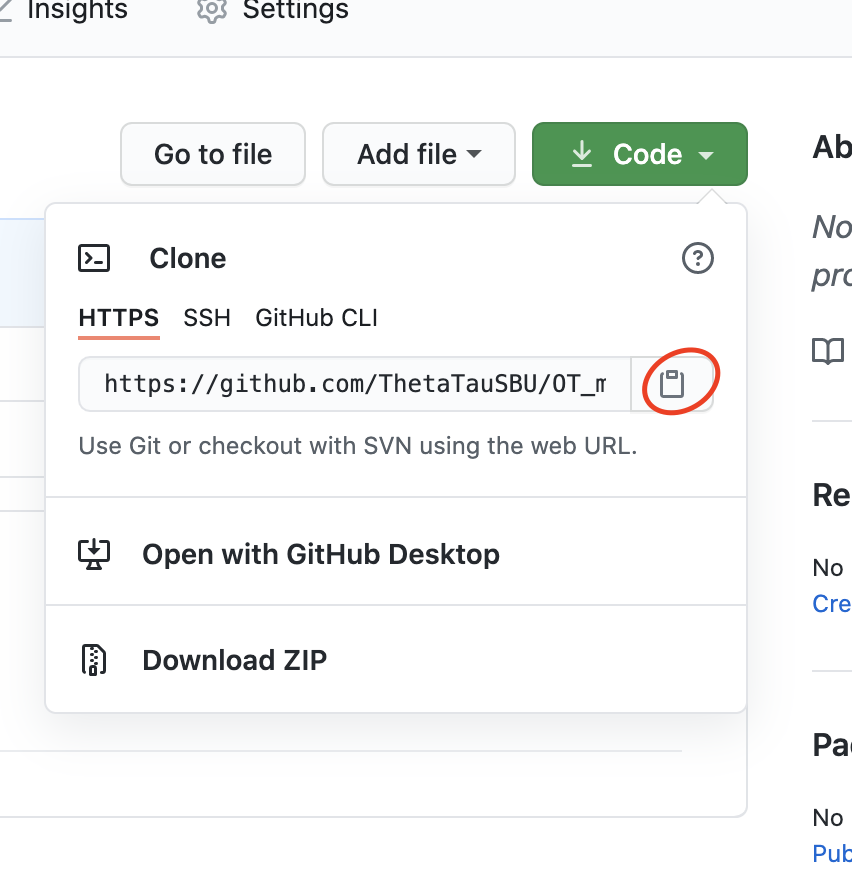 Insights Settings
Go to file Add file Code
Ab
Clone
No
pro
HTTPS SSH GitHub CLI
https://github.com/ThetaTauSBU/OT_m
Use Git or checkout with SVN using the web URL.
Re
Open with GitHub Desktop
No
Cre
Download ZIP
Pa
No
Pub